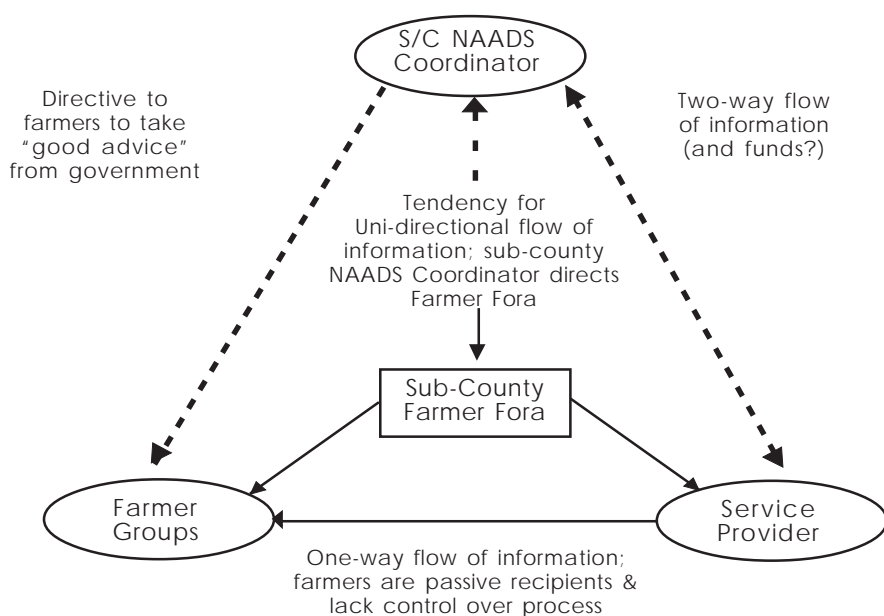 S/C NAADS
Coordinator
Directive to
farmers to take
“good advice”
from government
Two-way flow
of information
(and funds?)
Tendency for
Uni-directional flow of
information; sub-county
NAADS Coordinator directs
Farmer Fora
Sub-County
Farmer Fora
Farmer
Groups
Service
Provider
One-way flow of information;
farmers are passive recipients &
lack control over process